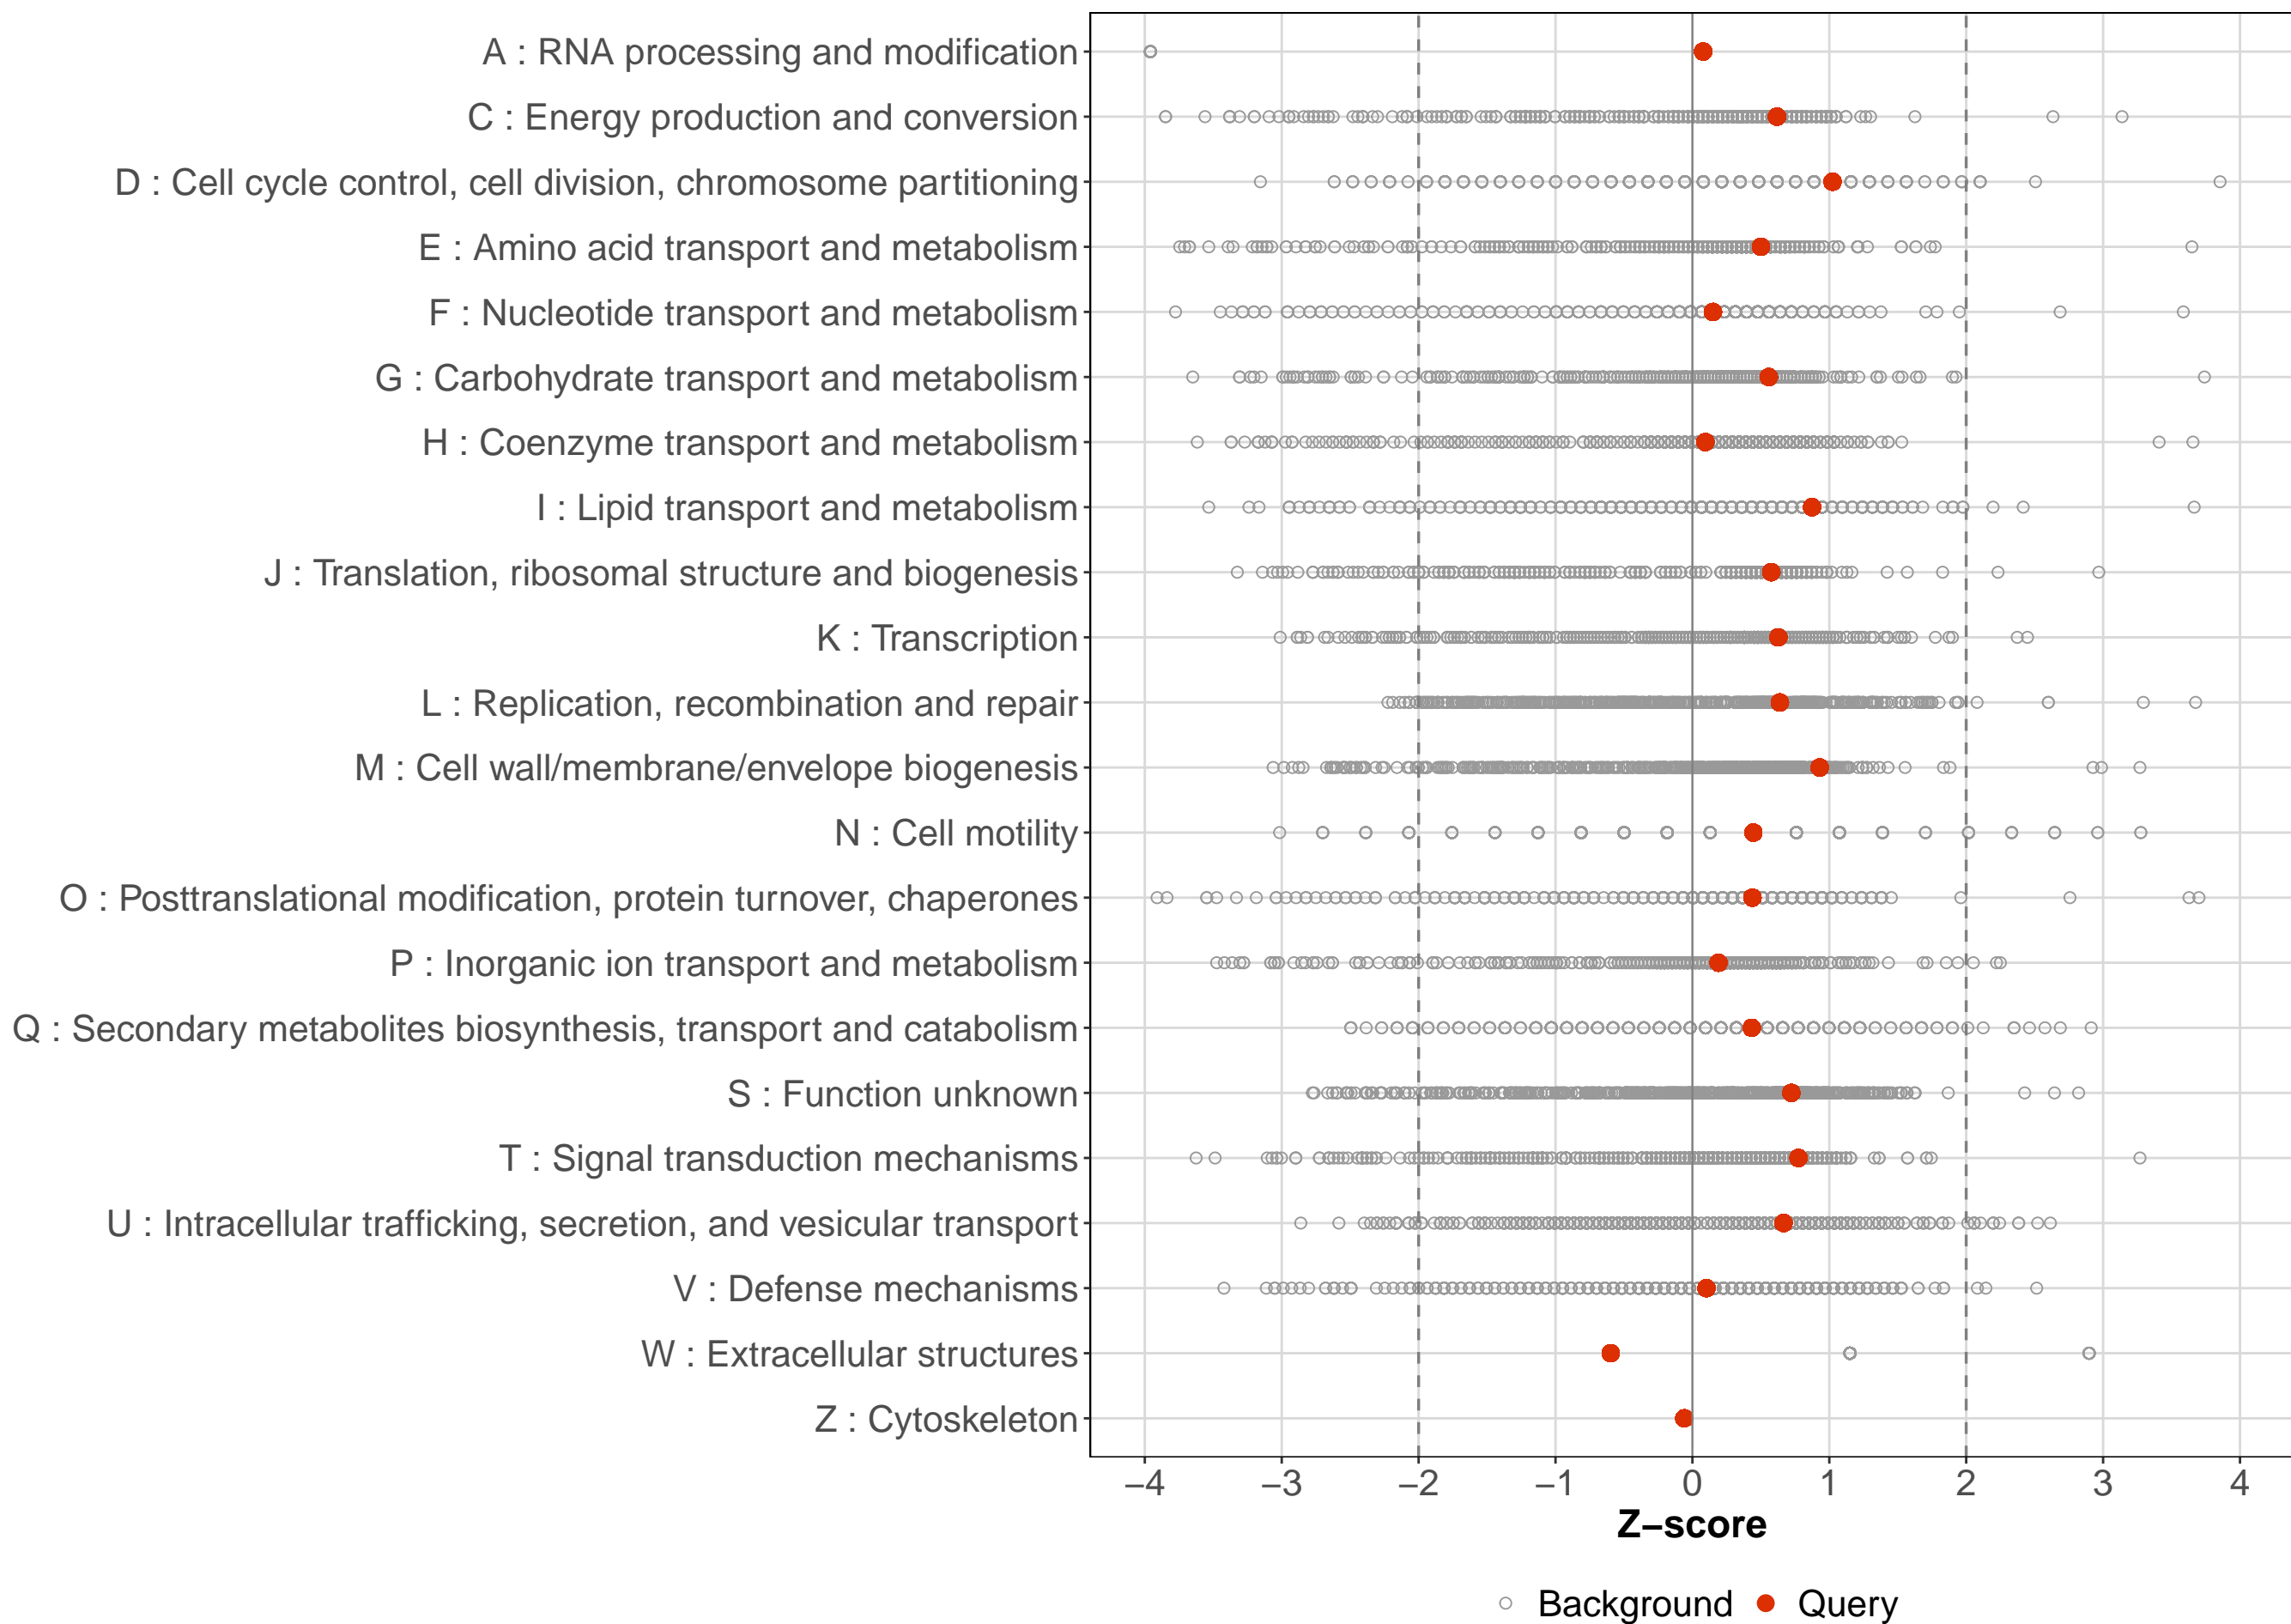 A : RNA processing and modification
C : Energy production and conversion
D : Cell cycle control, cell division, chromosome partitioning
E : Amino acid transport and metabolism
F : Nucleotide transport and metabolism
G : Carbohydrate transport and metabolism
H : Coenzyme transport and metabolism
I : Lipid transport and metabolism
J : Translation, ribosomal structure and biogenesis
K : Transcription
L : Replication, recombination and repair
M : Cell wall/membrane/envelope biogenesis
N : Cell motility
O : Posttranslational modification, protein turnover, chaperones
P : Inorganic ion transport and metabolism
Q : Secondary metabolites biosynthesis, transport and catabolism
S : Function unknown
T : Signal transduction mechanisms
U : Intracellular trafficking, secretion, and vesicular transport
V : Defense mechanisms
W : Extracellular structures
Z : Cytoskeleton
−4 −3 −2 −1 0 1 2 3 4
Z−score
Background Query